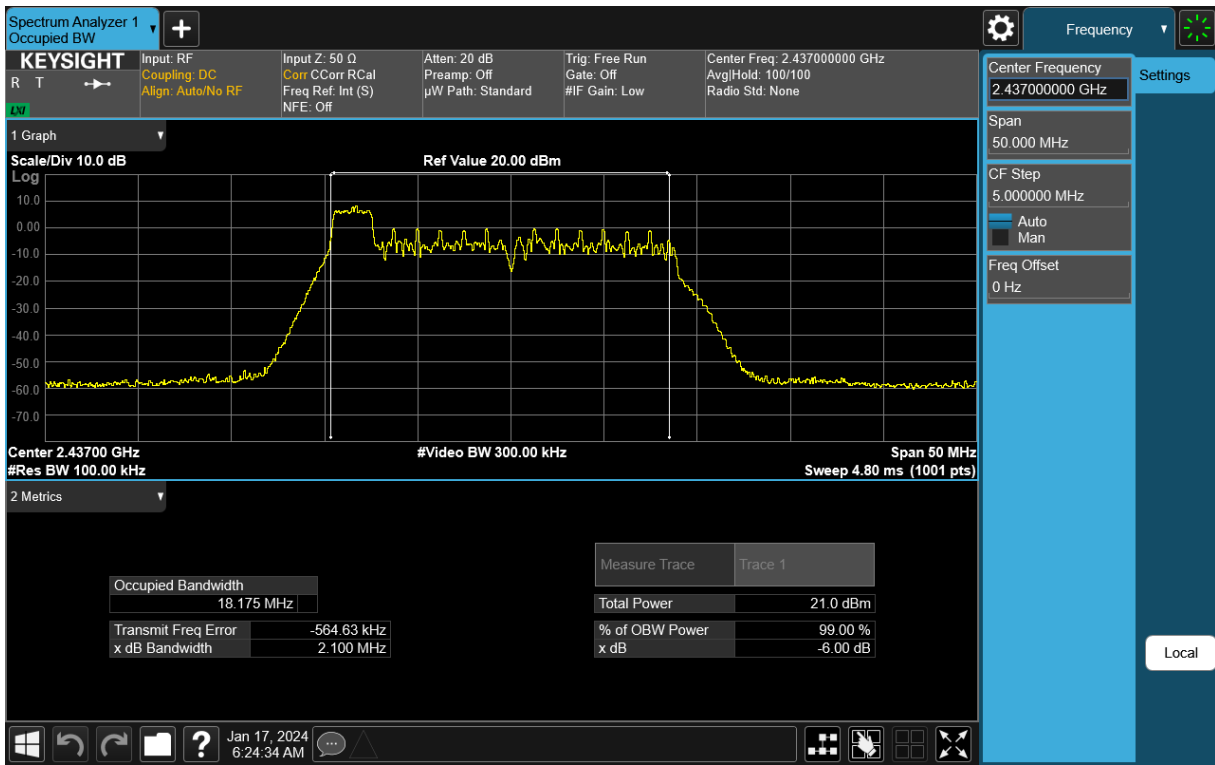 Spectrum Analyzer 1
Occupied BW
Frequency
KEYSIGHT
R T
LXI
Input: RF
Coupling: DC
Align: Auto/No RF
Input Z: 50 Ω
Corr CCorr RCal
Freq Ref: Int (S)
NFE: Off
Atten: 20 dB
Preamp: Off
µW Path: Standard
Trig: Free Run
Gate: Off
#IF Gain: Low
Center Freq: 2.437000000 GHz
Avg|Hold: 100/100
Radio Std: None
Center Frequency
2.437000000 GHz
Settings
Span
50.000 MHz
CF Step
5.000000 MHz
Auto
Man
Freq Offset
0 Hz
Local
1 Graph
Scale/Div 10.0 dB
Ref Value 20.00 dBm
Log
10.0
0.00
-10.0
-20.0
-30.0
-40.0
-50.0
-60.0
-70.0
Center 2.43700 GHz
#Video BW 300.00 kHz
Span 50 MHz
#Res BW 100.00 kHz
Sweep 4.80 ms (1001 pts)
2 Metrics
Measure Trace
Trace 1
Occupied Bandwidth
18.175 MHz
Total Power
21.0 dBm
Transmit Freq Error
-564.63 kHz
% of OBW Power
99.00 %
x dB Bandwidth
2.100 MHz
x dB
-6.00 dB
?
Jan 17, 2024
6:24:34 AM